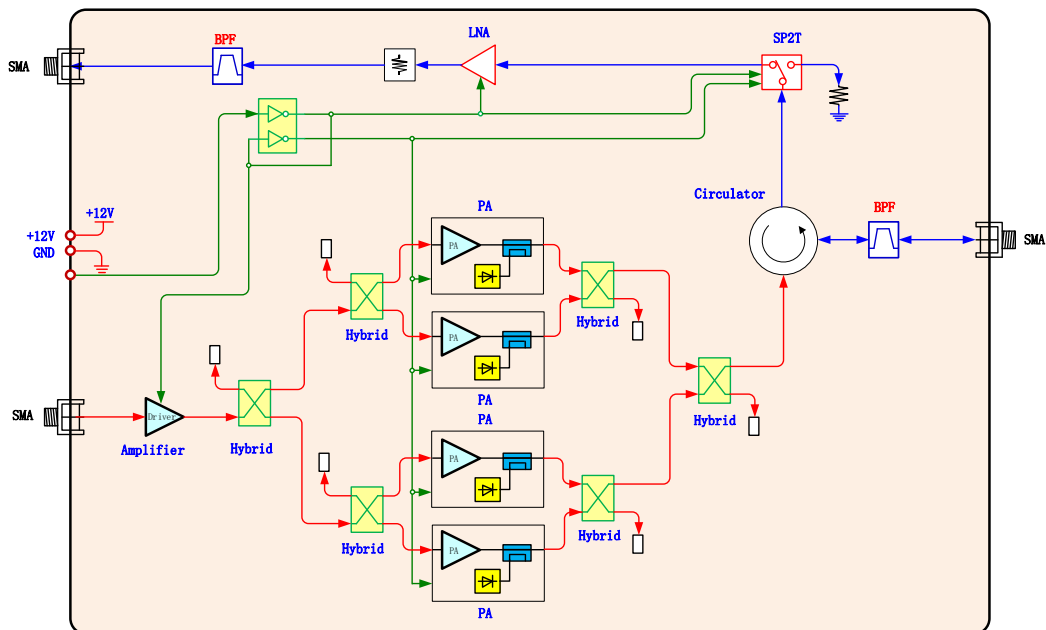 LNA
BPF
SP2T
SMA
Circulator
BPF
PA
+12V
+12V
SMA
GND
PA
Hybrid
Hybrid
PA
PA
PA
SMA
Driver
Hybrid
Amplifier
Hybrid
PA
Hybrid
Hybrid
PA
PA